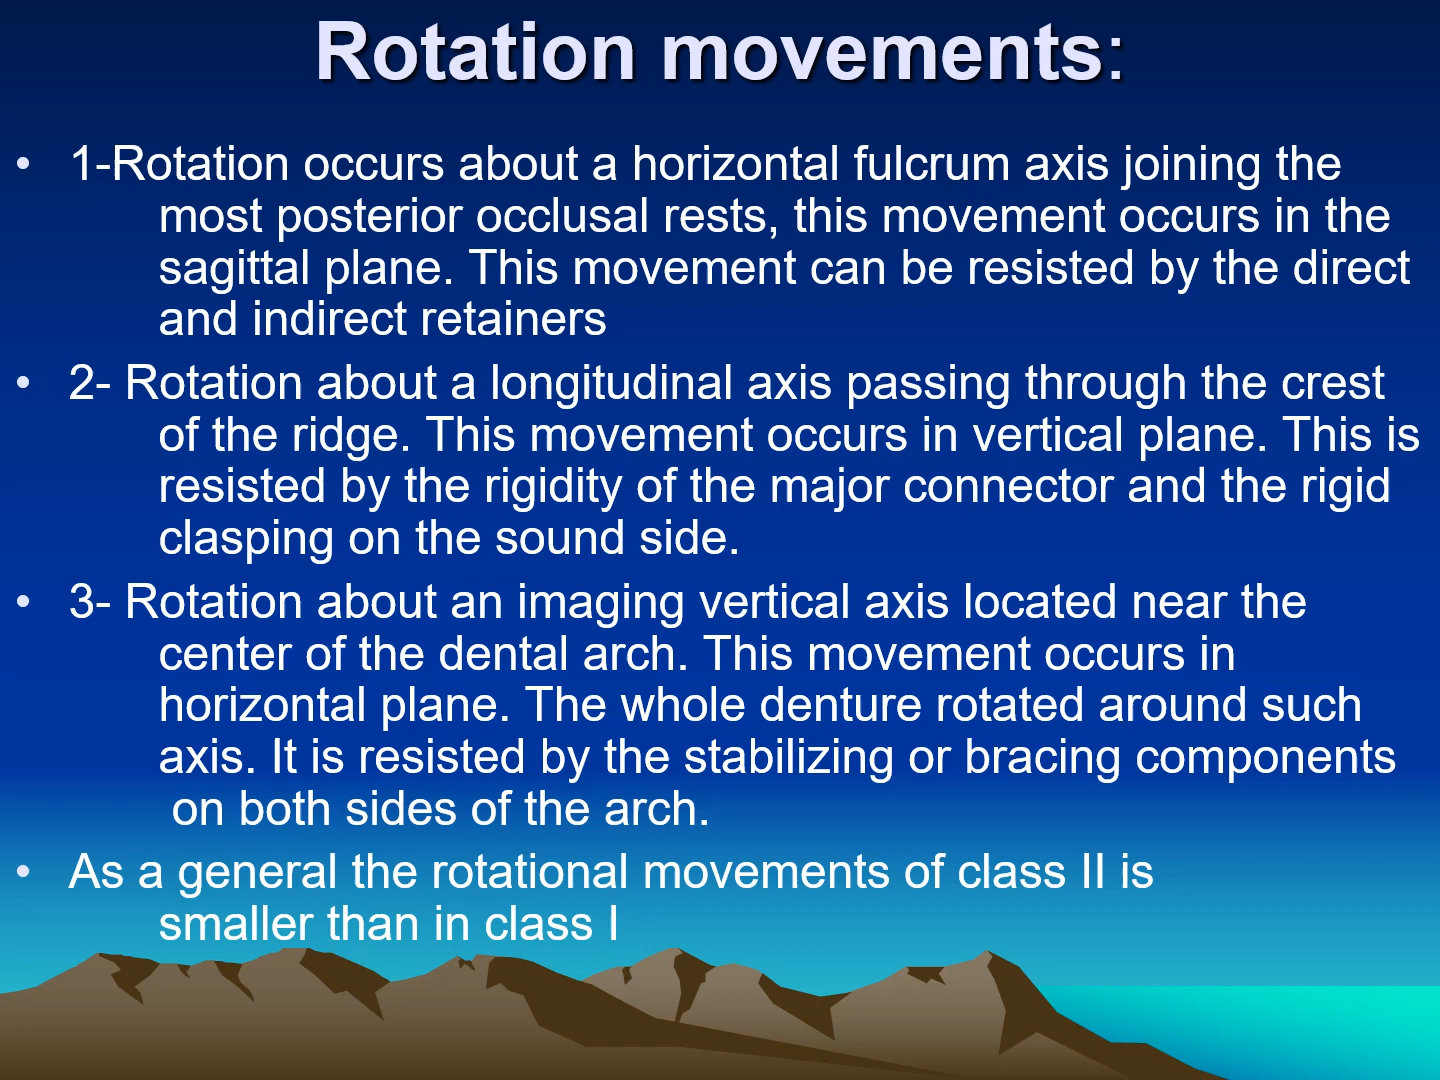 Rotation movements:
• 1-Rotation occurs about a horizontal fulcrum axis joining the
most posterior occlusal rests, this movement occurs in the
sagittal plane. This movement can be resisted by the direct
and indirect retainers
• 2- Rotation about a longitudinal axis passing through the crest
of the ridge. This movement occurs in vertical plane. This is
resisted by the rigidity of the major connector and the rigid
clasping on the sound side.
• 3- Rotation about an imaging vertical axis located near the
center of the dental arch. This movement occurs in
horizontal plane. The whole denture rotated around such
axis. It is resisted by the stabilizing or bracing components
on both sides of the arch.
• As a general the rotational movements of class II is
smaller than in class I